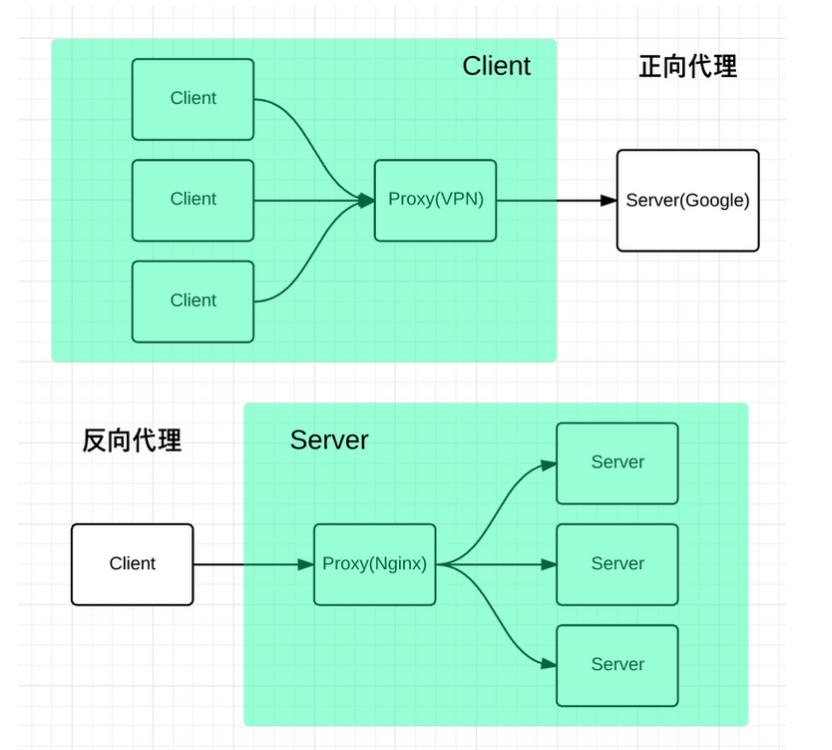 Client
正向代理
Client
Client
Proxy(VPN)
Server(Google)
Client
反向代理
Server
Server
Client
Proxy(Nginx)
Server
Server